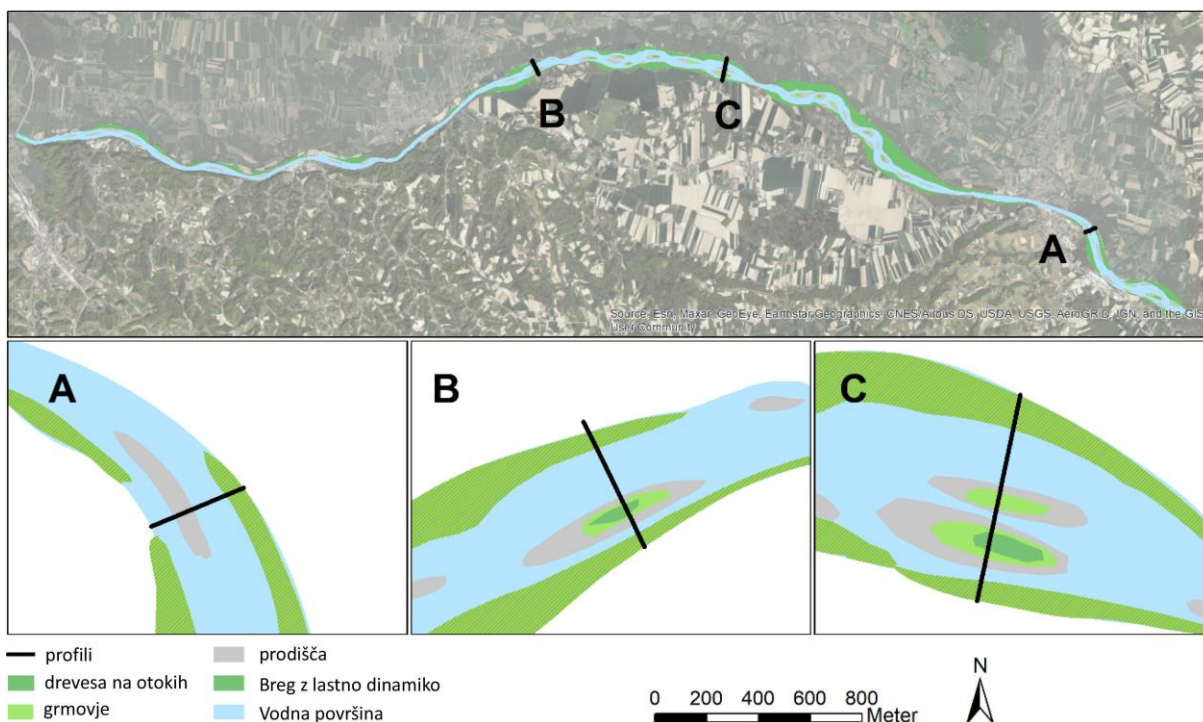 B
C
A
Source: Esri, Maxar, GeoEye, Earthstar Geographics, CNES/Airbus DS, USDA, USGS, AeroGRID, IGN, and the GIS
User Community
A
B
C
profili
drevesa na otokih
grmovje
prodišča
Breg z lastno dinamiko
Vodna površina
0 200 400 600 800
Meter
N